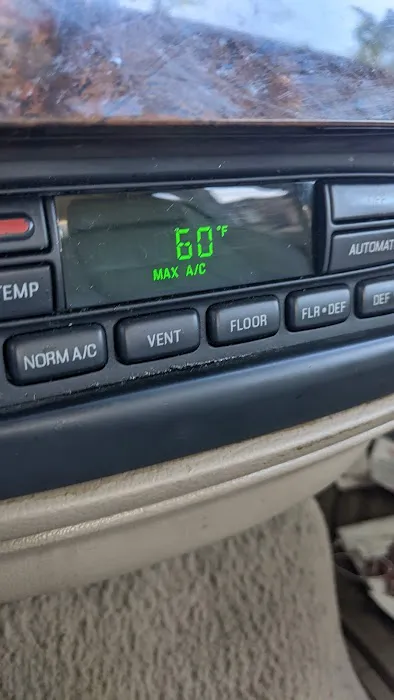 60°F
MAX A/C
AUTOMAT
TEMP
NORM A/C
VENT
FLOOR
FLR•DEF
DEF